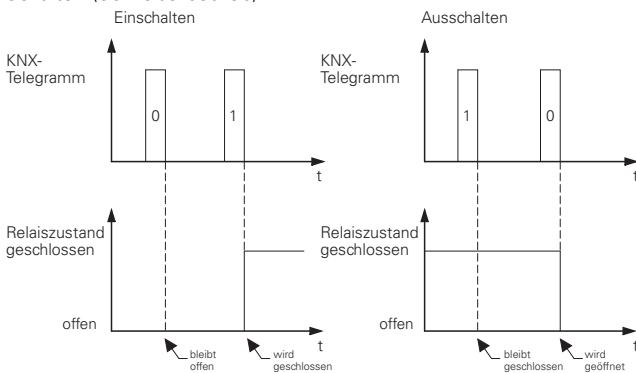 Einschalten
Ausschalten
KNX-
Telegramm
0
1
t
KNX-
Telegramm
1
0
t
Relaiszustand
geschlossen
offen
bleibt
offen
wird
geschlossen
t
Relaiszustand
geschlossen
offen
bleibt
geschlossen
wird
geöffnet
t